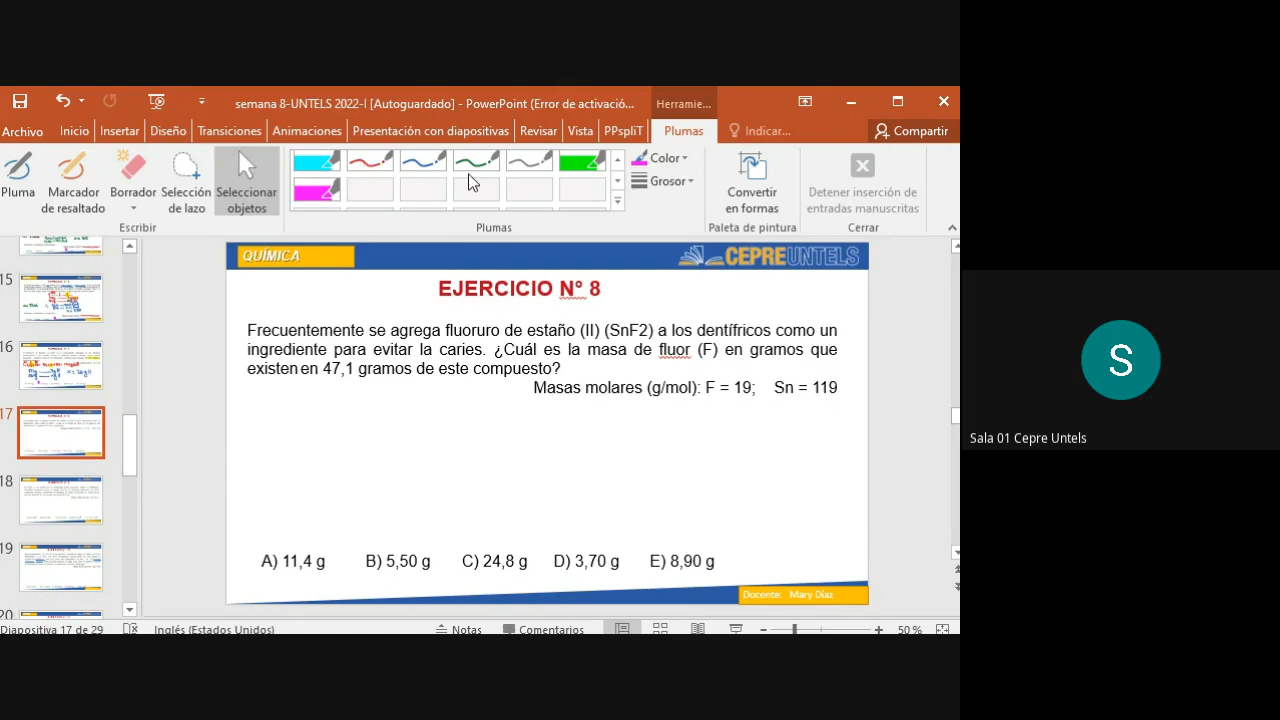 semana 8-UNTELS 2022-I [Autoguardado] - PowerPoint (Error de activació...
Herramie...
Archivo
Inicio
Insertar
Diseño
Transiciones
Animaciones
Presentación con diapositivas
Revisar
Vista
PPspliT
Plumas
Indicar...
Compartir
Pluma
Marcador de resaltado
Borrador
Selección de lazo
Seleccionar objetos
Color
Grosor
Convertir en formas
Detener inserción de entradas manuscritas
Escribir
Plumas
Paleta de pintura
Cerrar
15
16
17
18
19
20
QUÍMICA
CEPREUNTELS
EJERCICIO Nº 8
Frecuentemente se agrega fluoruro de estaño (II) (SnF2) a los dentífricos como un
ingrediente para evitar la caries ¿Cuál es la masa de fluor (F) en gramos que
existen en 47,1 gramos de este compuesto?
Masas molares (g/mol): F = 19; Sn = 119
A) 11,4 g B) 5,50 g C) 24,8 g D) 3,70 g E) 8,90 g
Docente: Mary Díaz
Diapositiva 17 de 29
Inglés (Estados Unidos)
Notas
Comentarios
50 %
S
Sala 01 Cepre Untels